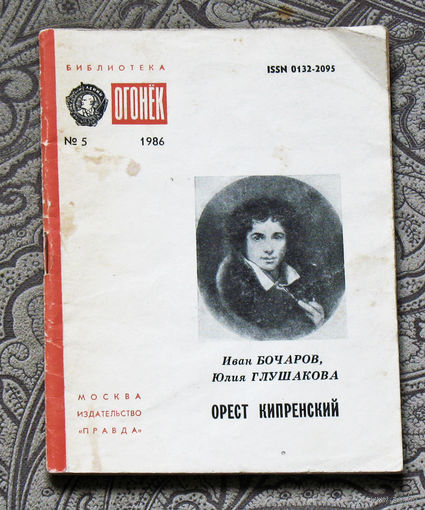 БИБЛИОТЕКА
ОГОНЁК
№ 5 1986
ISSN 0132-2095
Иван БОЧАРОВ,
Юлия ГЛУШАКОВА
ОРЕСТ КИПРЕНСКИЙ
МОСКВА
ИЗДАТЕЛЬСТВО
«ПРАВДА»